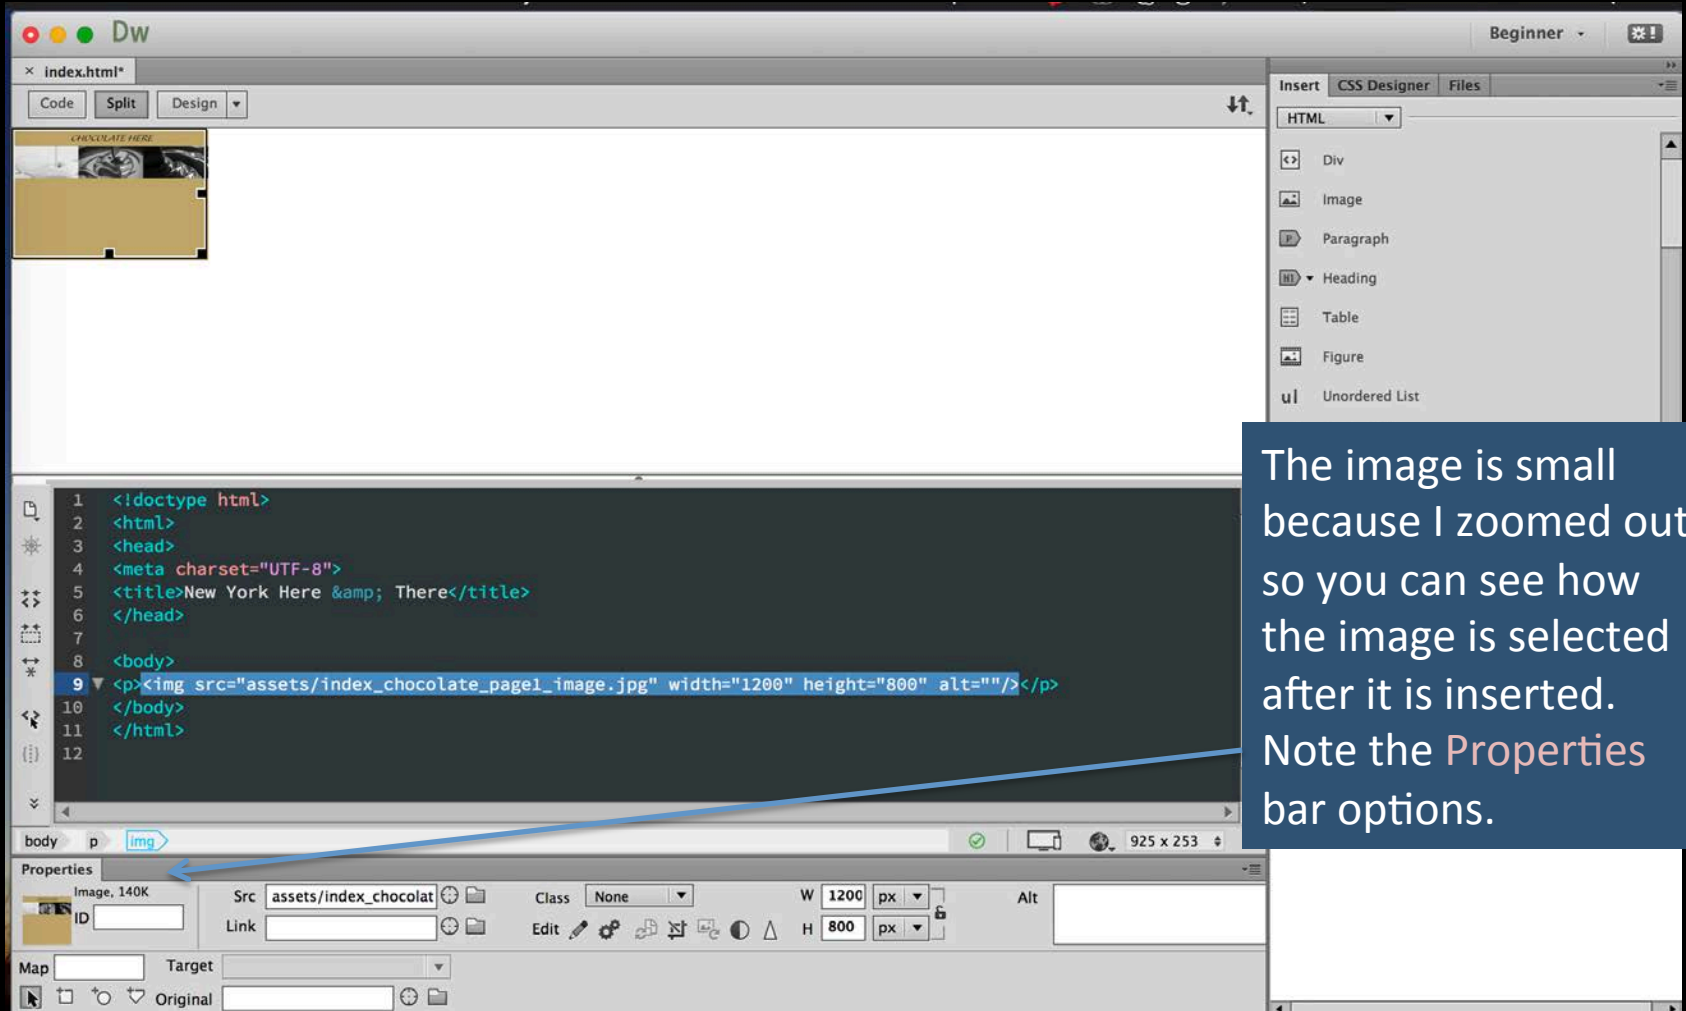 Dw
Beginner
× index.html*
Code Split Design
CHOCOLATE HERE
Insert CSS Designer Files
HTML
Div
Image
P Paragraph
H1 Heading
Table
Figure
ul Unordered List
The image is small
because I zoomed out
so you can see how
the image is selected
after it is inserted.
Note the Properties
bar options.
1 <!doctype html>
2 <html>
3 <head>
4 <meta charset="UTF-8">
5 <title>New York Here &amp; There</title>
6 </head>
7
8 <body>
9 <p><img src="assets/index_chocolate_page1_image.jpg" width="1200" height="800" alt=""/></p>
10 </body>
11 </html>
12
body p img 925 x 253
Properties
Image, 140K Src assets/index_chocolat Class None W 1200 px Alt
ID Link Edit H 800 px
Map Target
Original